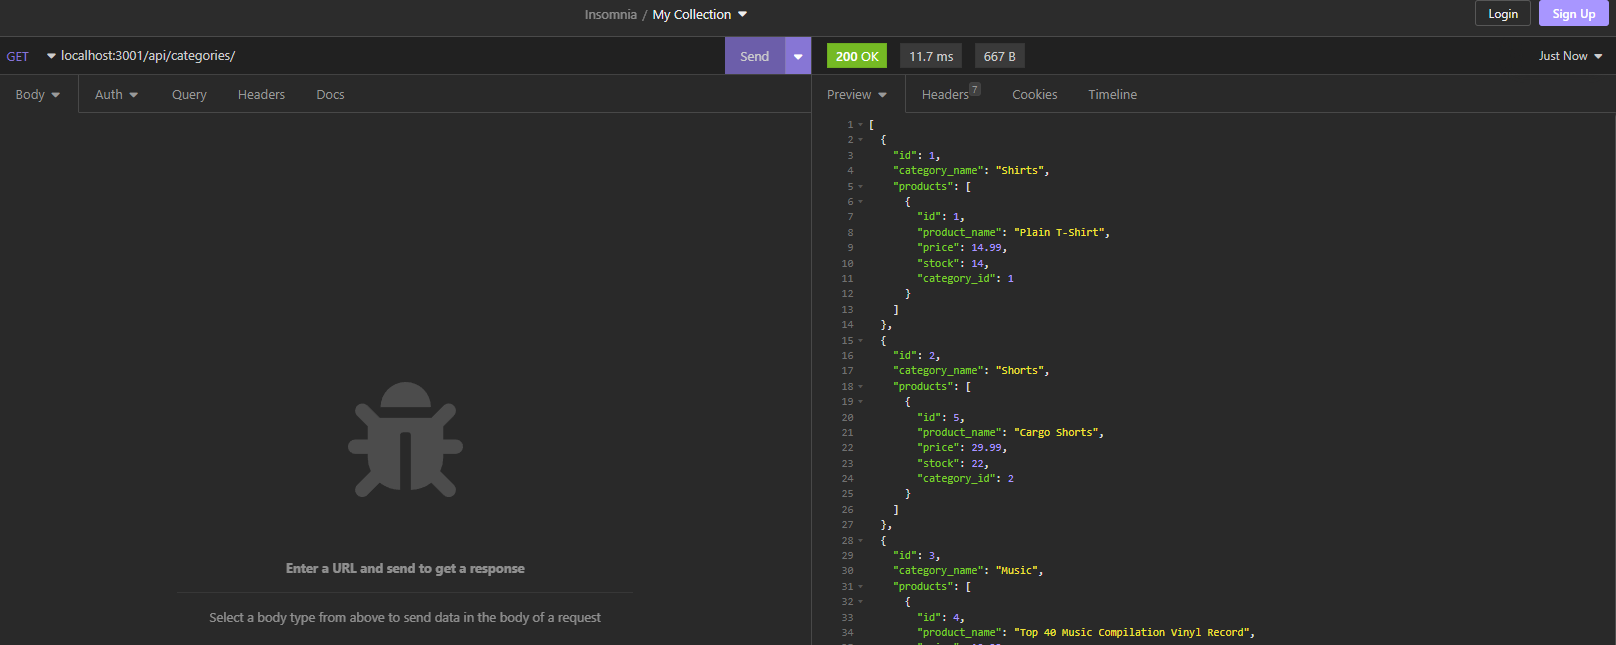 Insomnia / My Collection
Login
Sign Up
GET localhost:3001/api/categories/
Send
200 OK
11.7 ms
667 B
Just Now
Body
Auth
Query
Headers
Docs
Preview
Headers 7
Cookies
Timeline
1 [
2 {
3 "id": 1,
4 "category_name": "Shirts",
5 "products": [
6 {
7 "id": 1,
8 "product_name": "Plain T-Shirt",
9 "price": 14.99,
10 "stock": 14,
11 "category_id": 1
12 }
13 ]
14 },
15 {
16 "id": 2,
17 "category_name": "Shorts",
18 "products": [
19 {
20 "id": 5,
21 "product_name": "Cargo Shorts",
22 "price": 29.99,
23 "stock": 22,
24 "category_id": 2
25 }
26 ]
27 },
28 {
29 "id": 3,
30 "category_name": "Music",
31 "products": [
32 {
33 "id": 4,
34 "product_name": "Top 40 Music Compilation Vinyl Record",
Enter a URL and send to get a response
Select a body type from above to send data in the body of a request